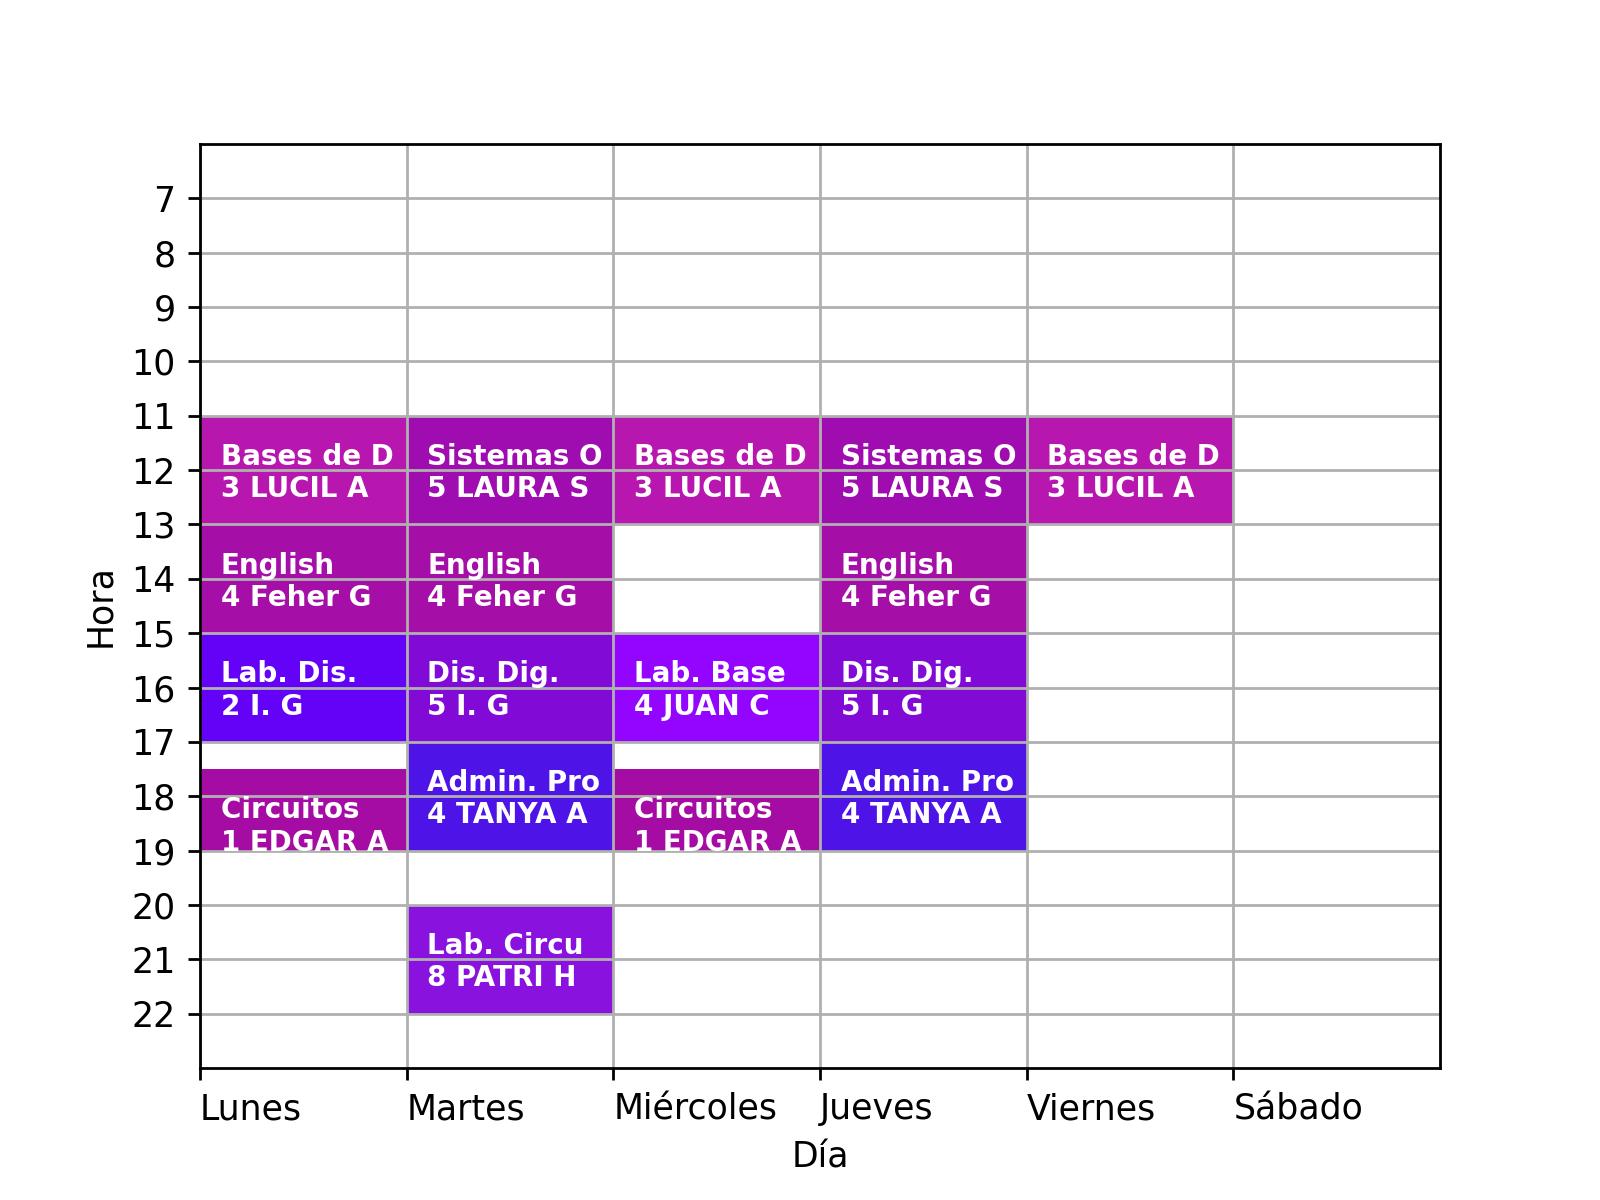 Hora
7
8
9
10
11
12
13
14
15
16
17
18
19
20
21
22
Bases de D
3 LUCIL A
Sistemas O
5 LAURA S
Bases de D
3 LUCIL A
Sistemas O
5 LAURA S
Bases de D
3 LUCIL A
English
4 Feher G
English
4 Feher G
English
4 Feher G
Lab. Dis.
2 I. G
Dis. Dig.
5 I. G
Lab. Base
4 JUAN C
Dis. Dig.
5 I. G
Circuitos
1 EDGAR A
Admin. Pro
4 TANYA A
Circuitos
1 EDGAR A
Admin. Pro
4 TANYA A
Lab. Circu
8 PATRI H
Lunes
Martes
Miércoles
Jueves
Viernes
Sábado
Día